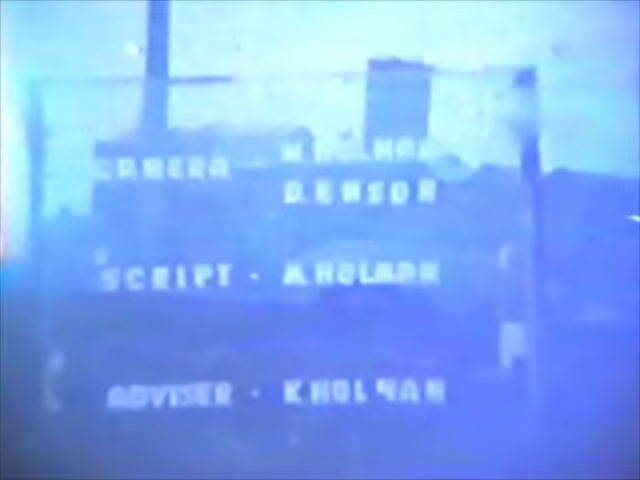 CAMERA
D.ENSOR
SCRIPT - A.HOLMAN
ADVISER - K.HOLMAN